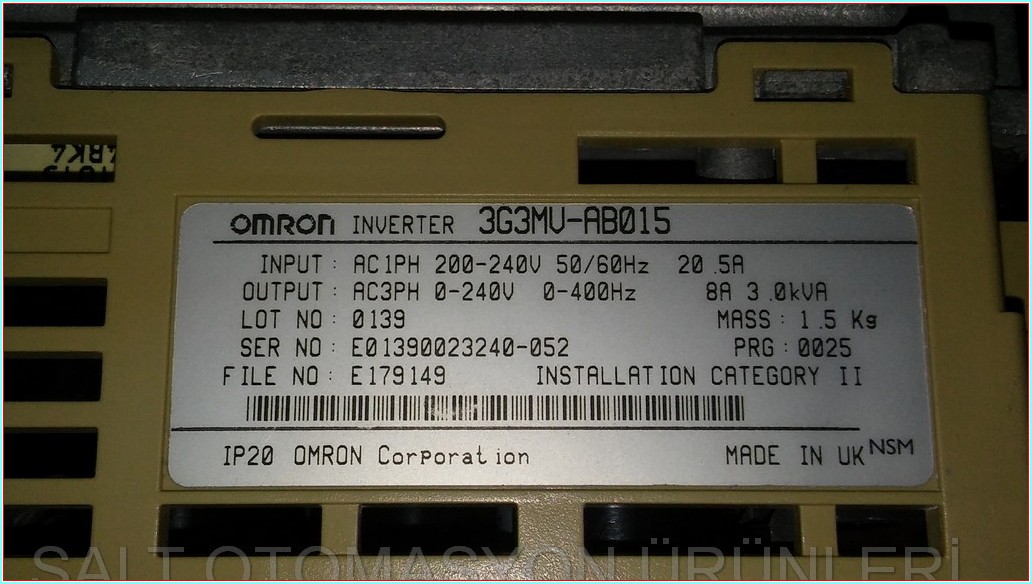 4RK4
OMRON INVERTER 3G3MV-AB015
INPUT : AC1PH 200-240V 50/60Hz 20.5A
OUTPUT : AC3PH 0-240V 0-400Hz 8A 3.0kVA
LOT NO : 0139 MASS : 1.5 Kg
SER NO : E01390023240-052 PRG : 0025
FILE NO : E179149 INSTALLATION CATEGORY II
IP20 OMRON Corporation MADE IN UK NSM
SALT OTOMASYON ÜRÜNLERİ